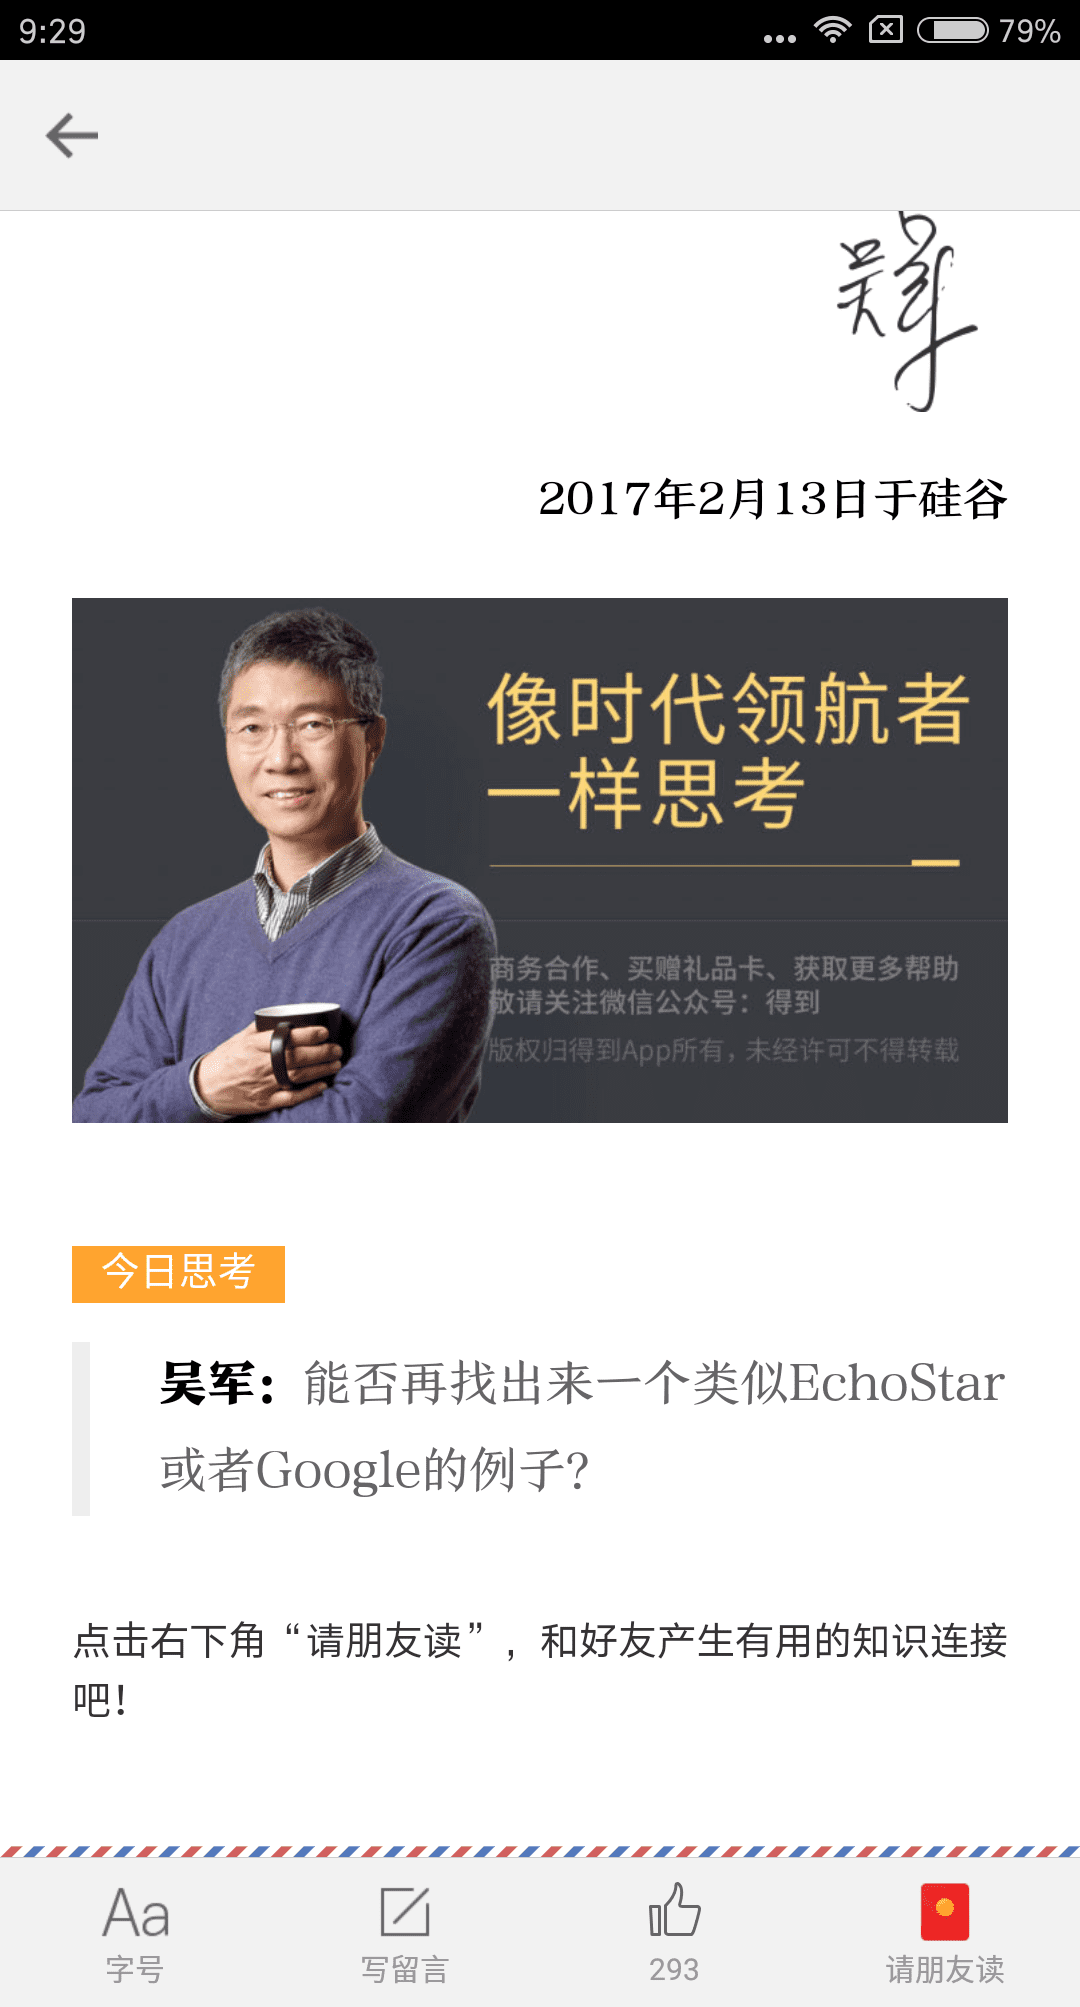 9:29
79%
吴军
2017年2月13日于硅谷
像时代领航者
一样思考
商务合作、买赠礼品卡、获取更多帮助
敬请关注微信公众号：得到
版权归得到App所有，未经许可不得转载
今日思考
吴军：能否再找出来一个类似EchoStar
或者Google的例子?
点击右下角“请朋友读”，和好友产生有用的知识连接
吧！
Aa
字号
写留言
293
请朋友读